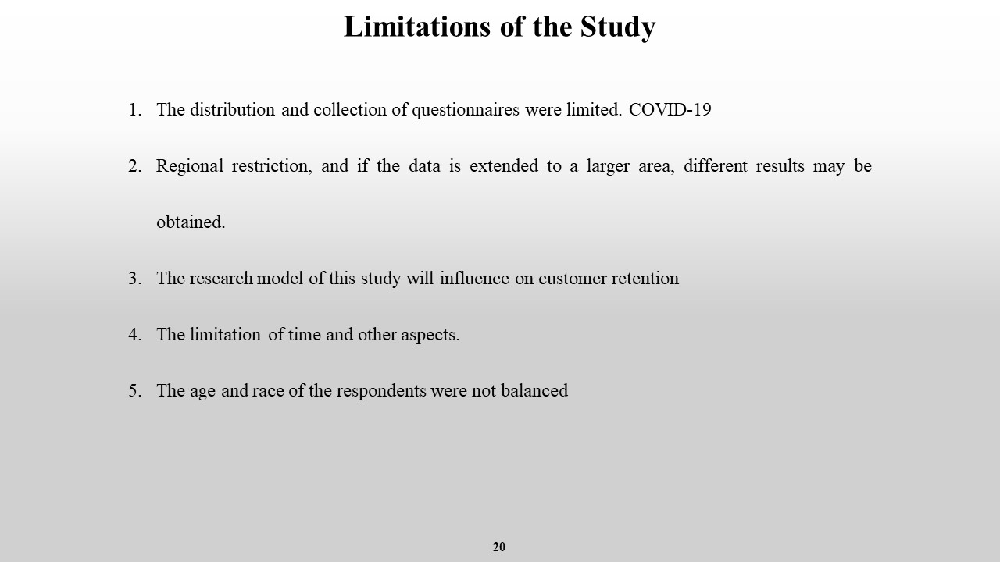 Limitations of the Study
1. The distribution and collection of questionnaires were limited. COVID-19
2. Regional restriction, and if the data is extended to a larger area, different results may be
obtained.
3. The research model of this study will influence on customer retention
4. The limitation of time and other aspects.
5. The age and race of the respondents were not balanced
20